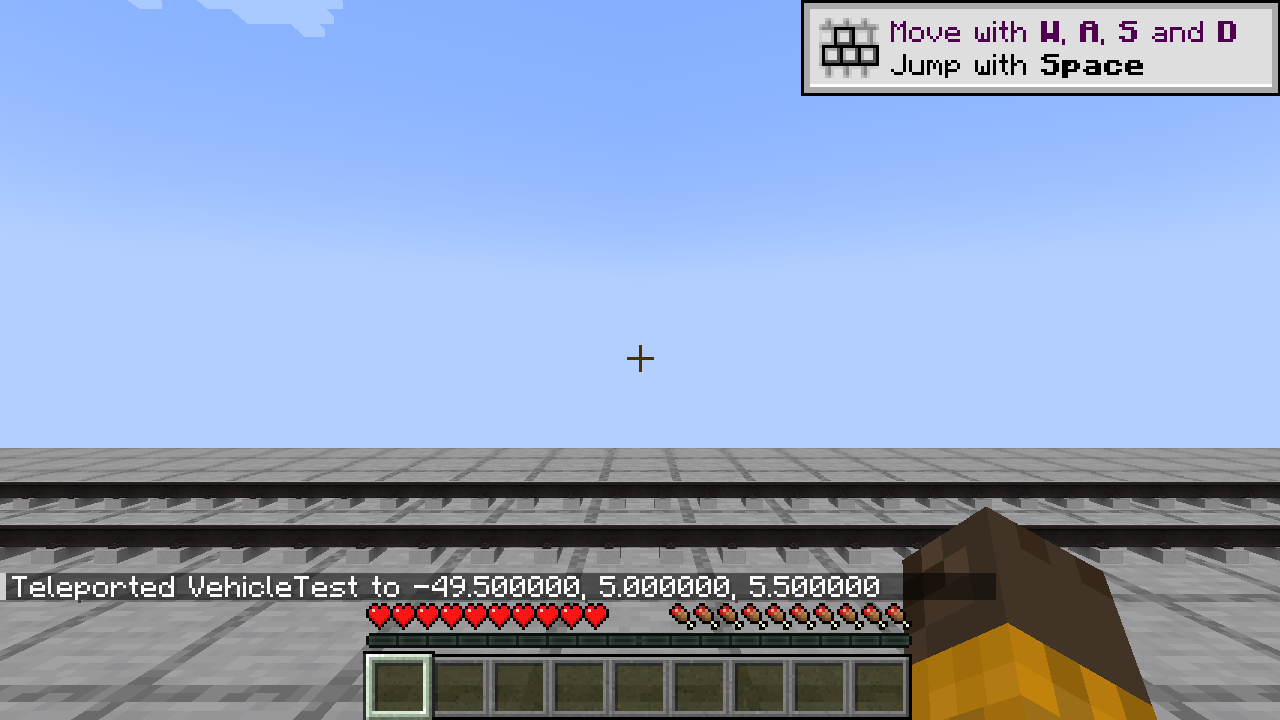 Move with W, A, S and D
Jump with Space
Teleported VehicleTest to -49.500000, 5.000000, 5.500000